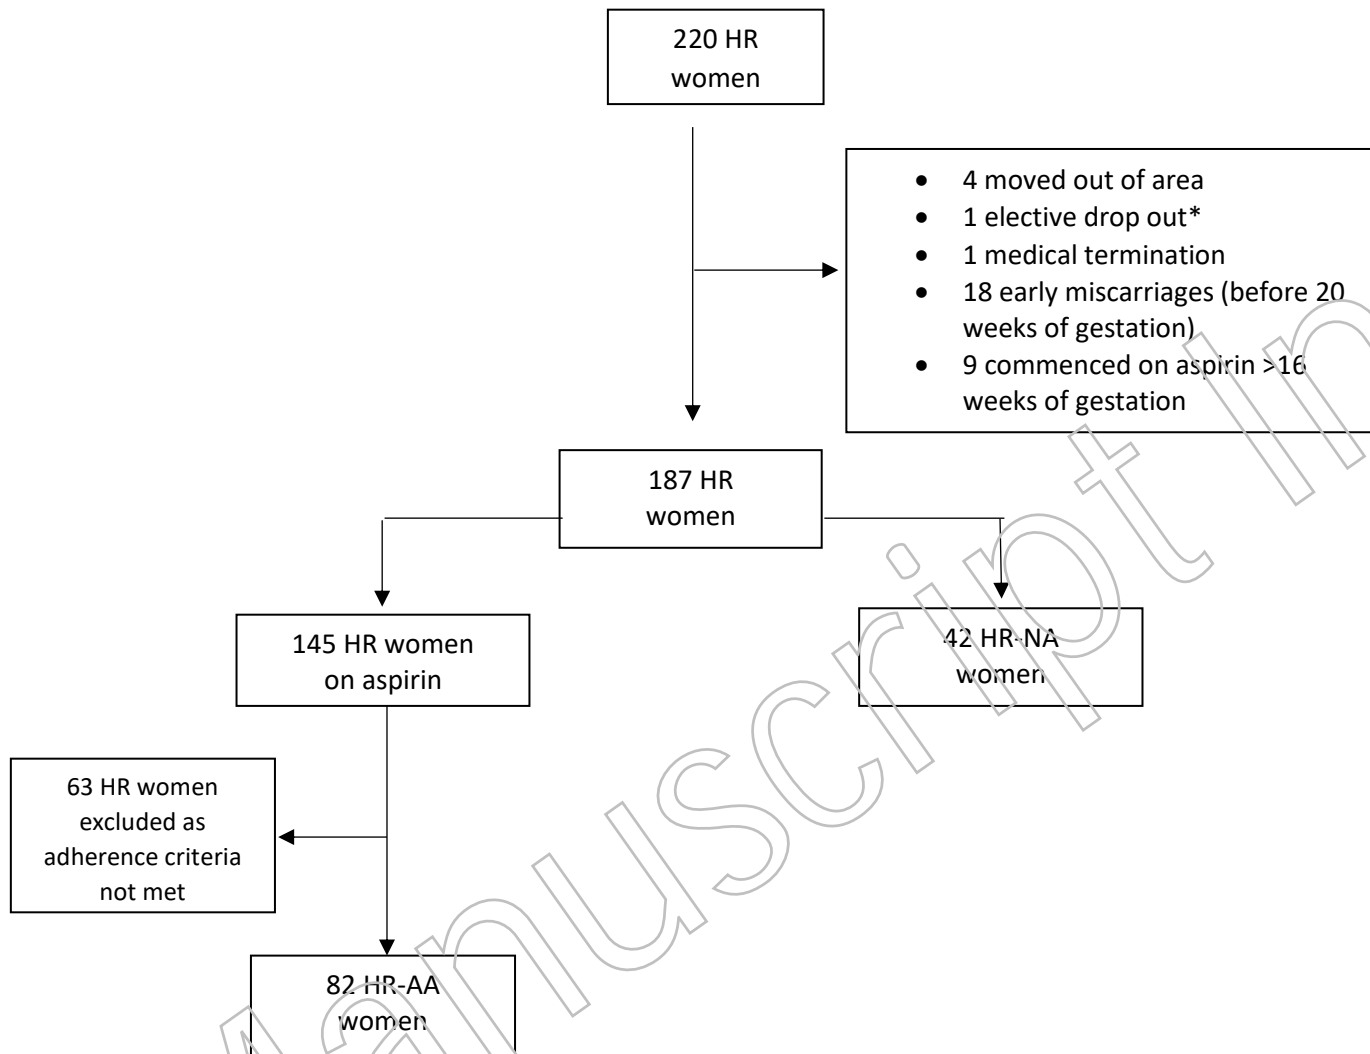 220 HR
women
• 4 moved out of area
• 1 elective drop out*
• 1 medical termination
• 18 early miscarriages (before 20
weeks of gestation)
• 9 commenced on aspirin >16
weeks of gestation
187 HR
women
145 HR women
on aspirin
42 HR-NA
women
63 HR women
excluded as
adherence criteria
not met
82 HR-AA
women
Manuscript In